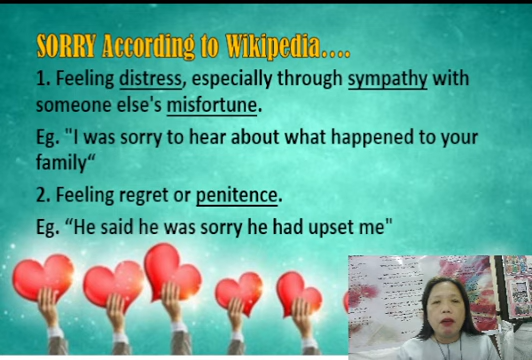 SORRY According to Wikipedia....
1. Feeling distress, especially through sympathy with
someone else's misfortune.
Eg. "I was sorry to hear about what happened to your
family“
2. Feeling regret or penitence.
Eg. “He said he was sorry he had upset me"